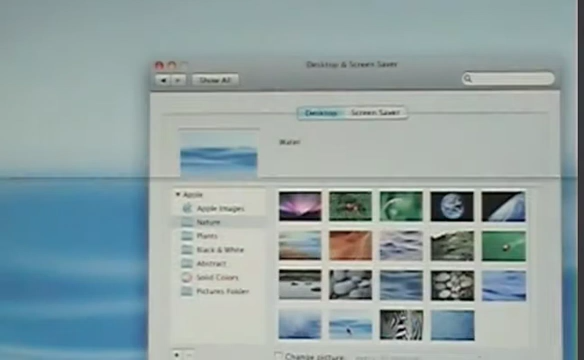 Desktop & Screen Saver
Show All
Desktop Screen Saver
Water
Apple
Apple Images
Nature
Plants
Black & White
Abstract
Solid Colors
Pictures Folder
Change picture: